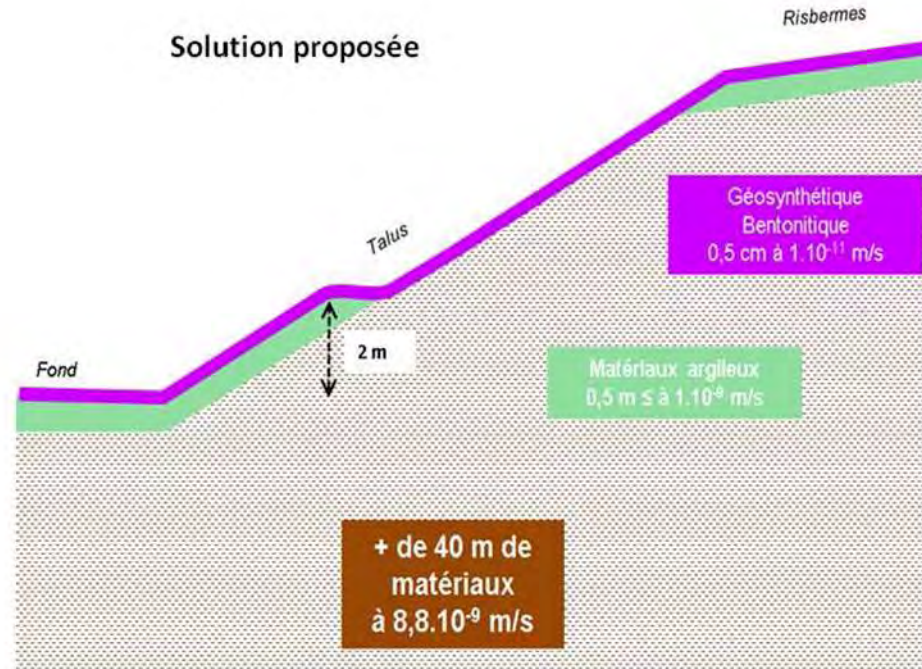 Risbermes
Solution proposée
Géosynthétique
Bentonitique
0,5 cm à 1.10⁻¹¹ m/s
Talus
2 m
Matériaux argileux
0,5 m ≤ à 1.10⁻⁹ m/s
Fond
+ de 40 m de
matériaux
à 8,8.10⁻⁹ m/s